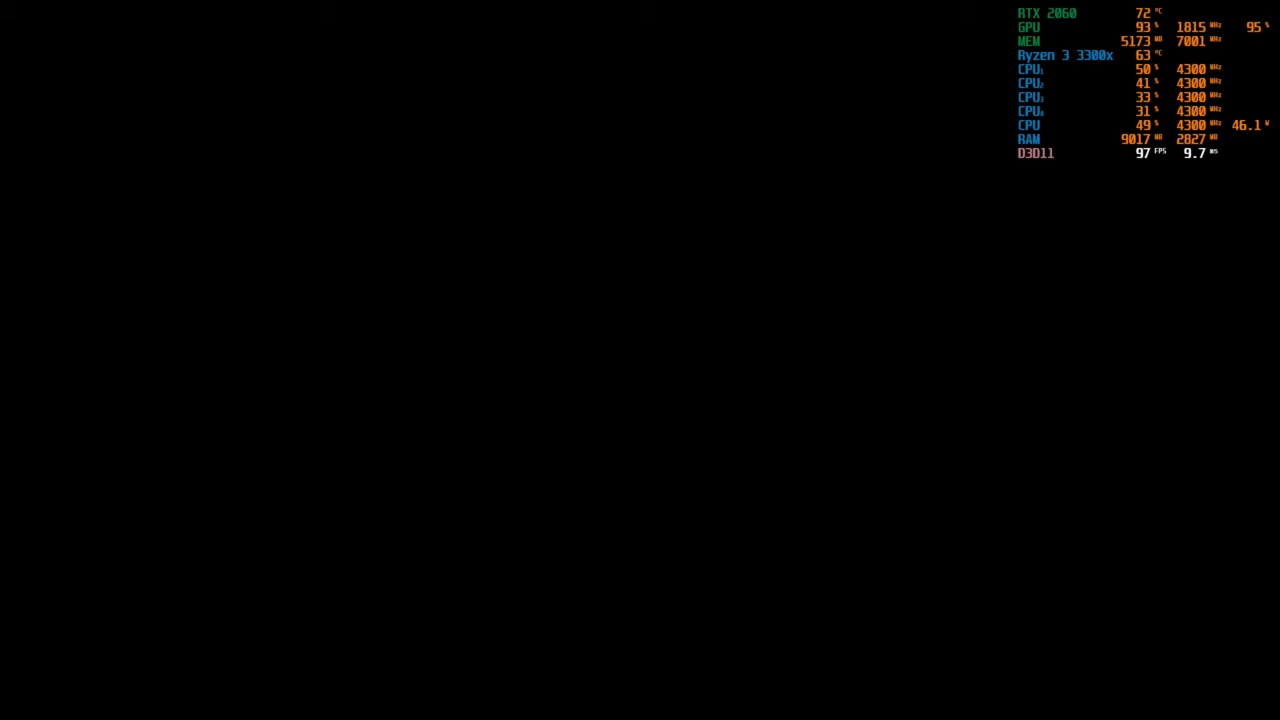 RTX 2060 72 °C
GPU 93 % 1815 MHz 95 %
MEM 5173 MB 7001 MHz
Ryzen 3 3300x 63 °C
CPU1 50 % 4300 MHz
CPU2 41 % 4300 MHz
CPU3 33 % 4300 MHz
CPU4 31 % 4300 MHz
CPU 49 % 4300 MHz 46.1 W
RAM 9017 MB 2827 MB
D3D11 97 FPS 9.7 ms